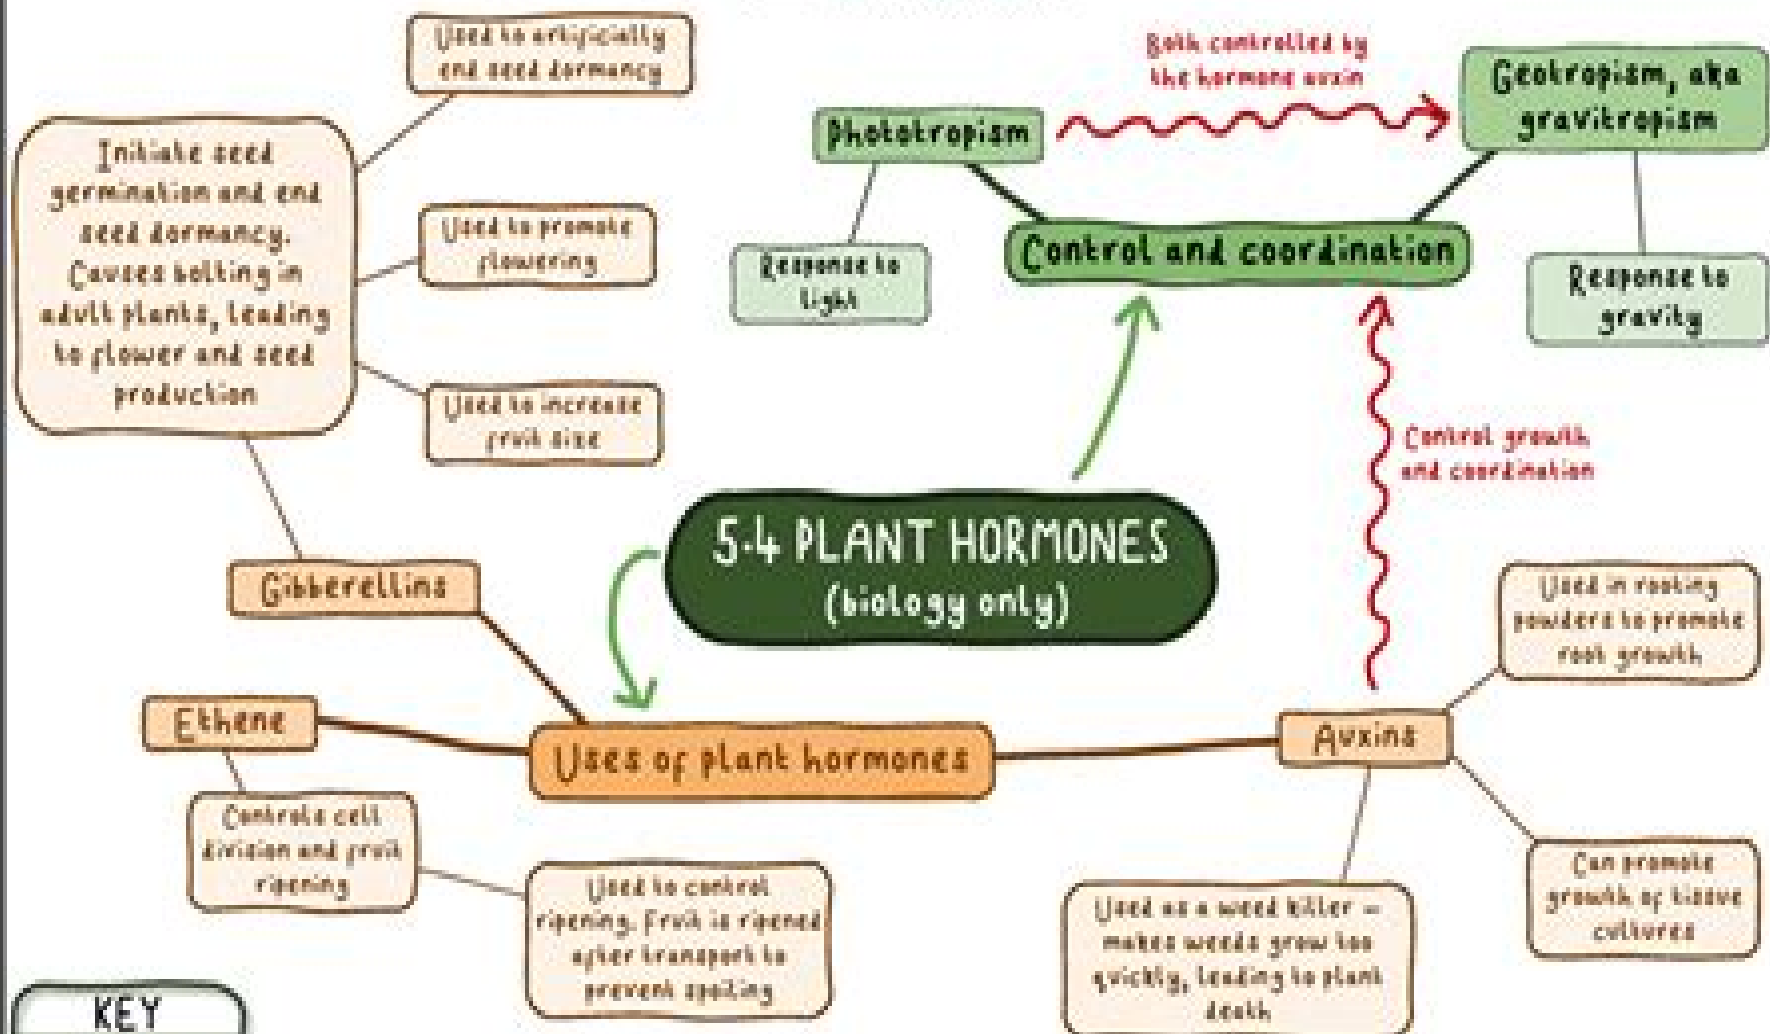 Used to artificially
end seed dormancy
Initiate seed
germination and end
seed dormancy.
Causes bolting in
adult plants, leading
to flower and seed
production
Used to promote
flowering
Used to increase
fruit size
Gibberellins
Both controlled by
the hormone auxin
Phototropism
Geotropism, aka
gravitropism
Control and coordination
Response to
light
Response to
gravity
Control growth
and coordination
5.4 PLANT HORMONES
(biology only)
Ethene
Uses of plant hormones
Auxins
Used in rooting
powders to promote
root growth
Controls cell
division and fruit
ripening
Used to control
ripening. Fruit is ripened
after transport to
prevent spoiling
Used as a weed killer –
makes weeds grow too
quickly, leading to plant
death
Can promote
growth of tissue
cultures
KEY